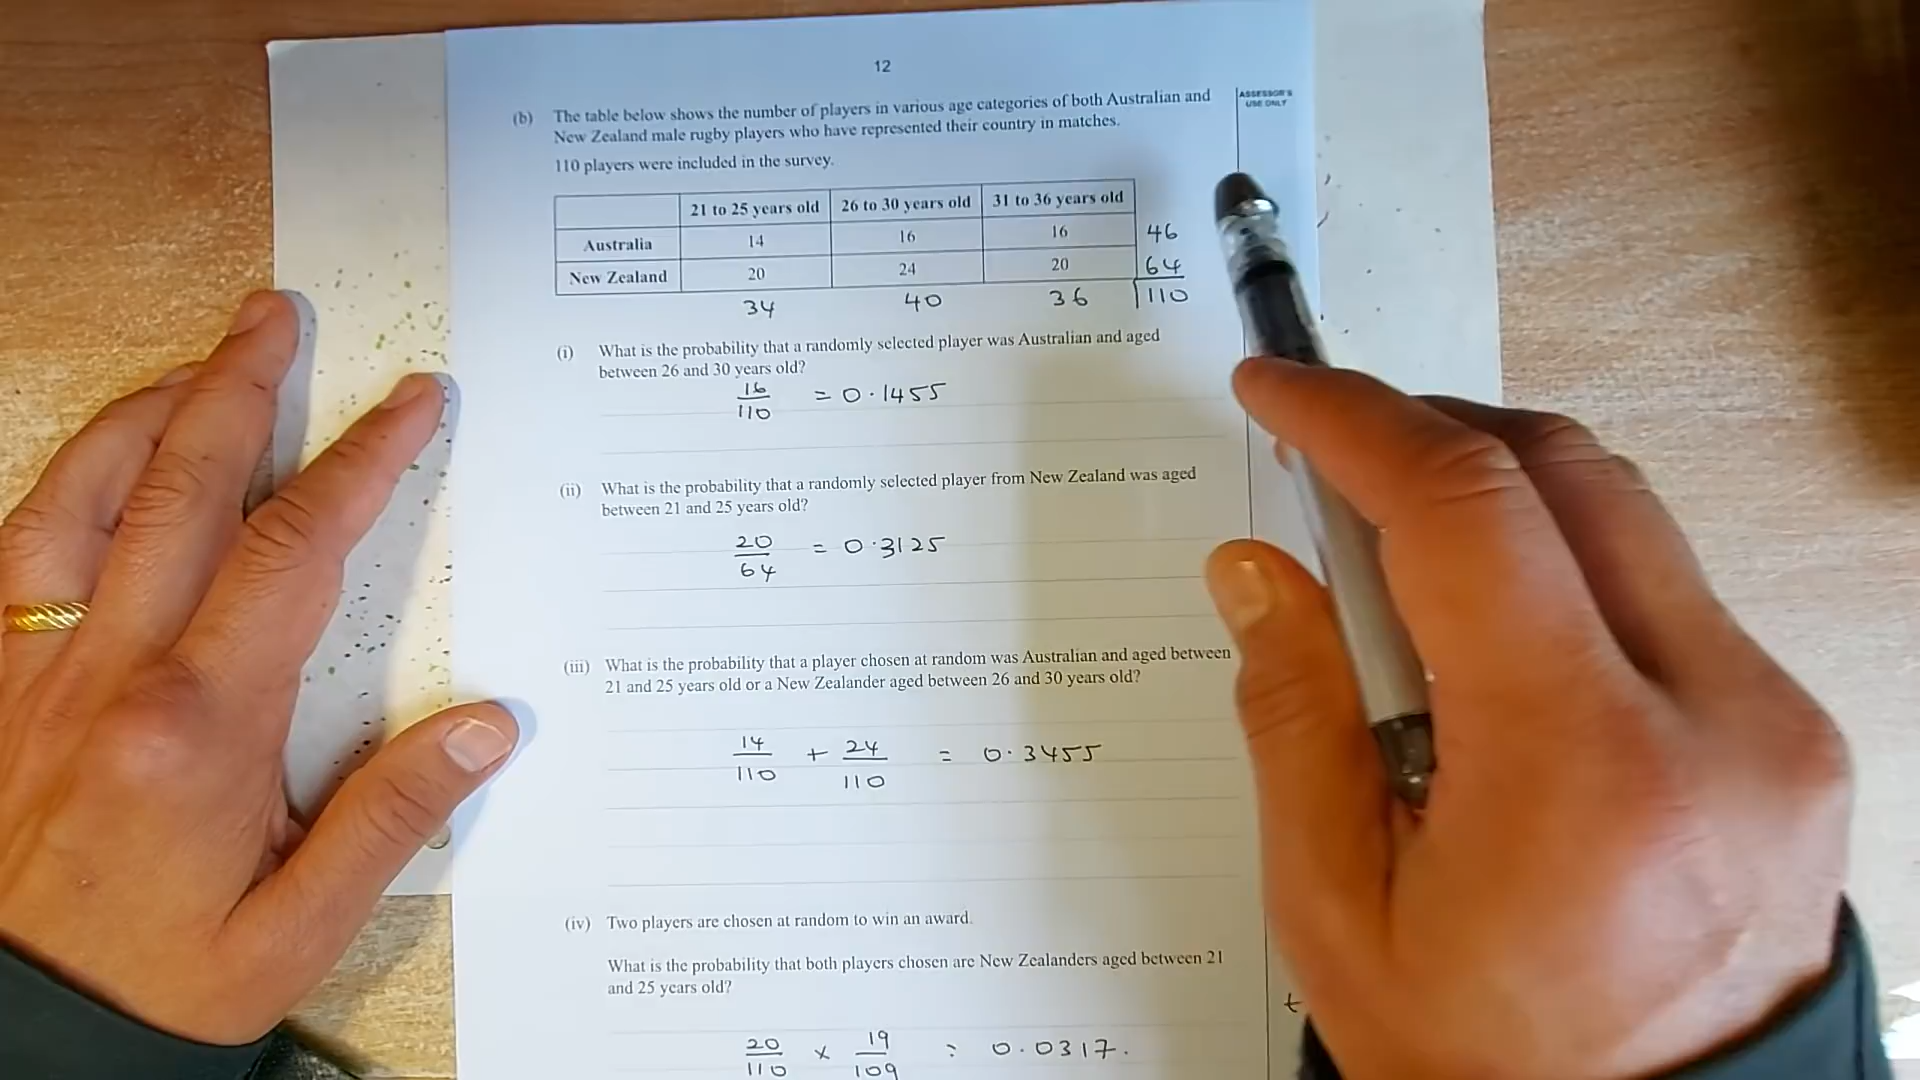 12
ASSESSOR'S
USE ONLY
(b) The table below shows the number of players in various age categories of both Australian and
New Zealand male rugby players who have represented their country in matches.
110 players were included in the survey.
21 to 25 years old 26 to 30 years old 31 to 36 years old
Australia 14 16 16 46
New Zealand 20 24 20 64
34 40 36 110
(i) What is the probability that a randomly selected player was Australian and aged
between 26 and 30 years old?
16/110 = 0.1455
(ii) What is the probability that a randomly selected player from New Zealand was aged
between 21 and 25 years old?
20/64 = 0.3125
(iii) What is the probability that a player chosen at random was Australian and aged between
21 and 25 years old or a New Zealander aged between 26 and 30 years old?
14/110 + 24/110 = 0.3455
(iv) Two players are chosen at random to win an award.
What is the probability that both players chosen are New Zealanders aged between 21
and 25 years old?
20/110 x 19/109 = 0.0317.